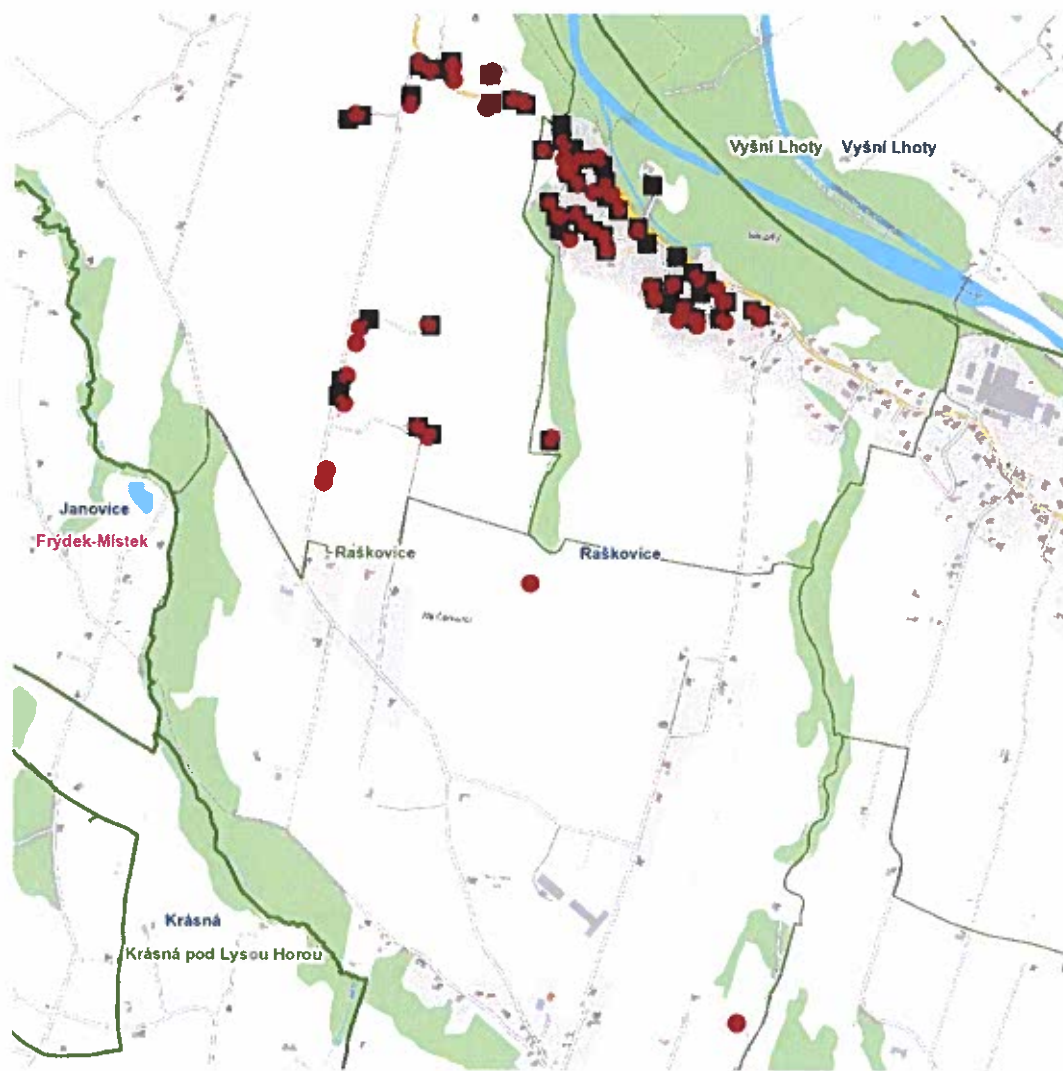 Vyšní Lhoty Vyšní Lhoty
Janovice
Frýdek-Místek
Raškovice Raškovice
Krásná
Krásná pod Lysou Horou